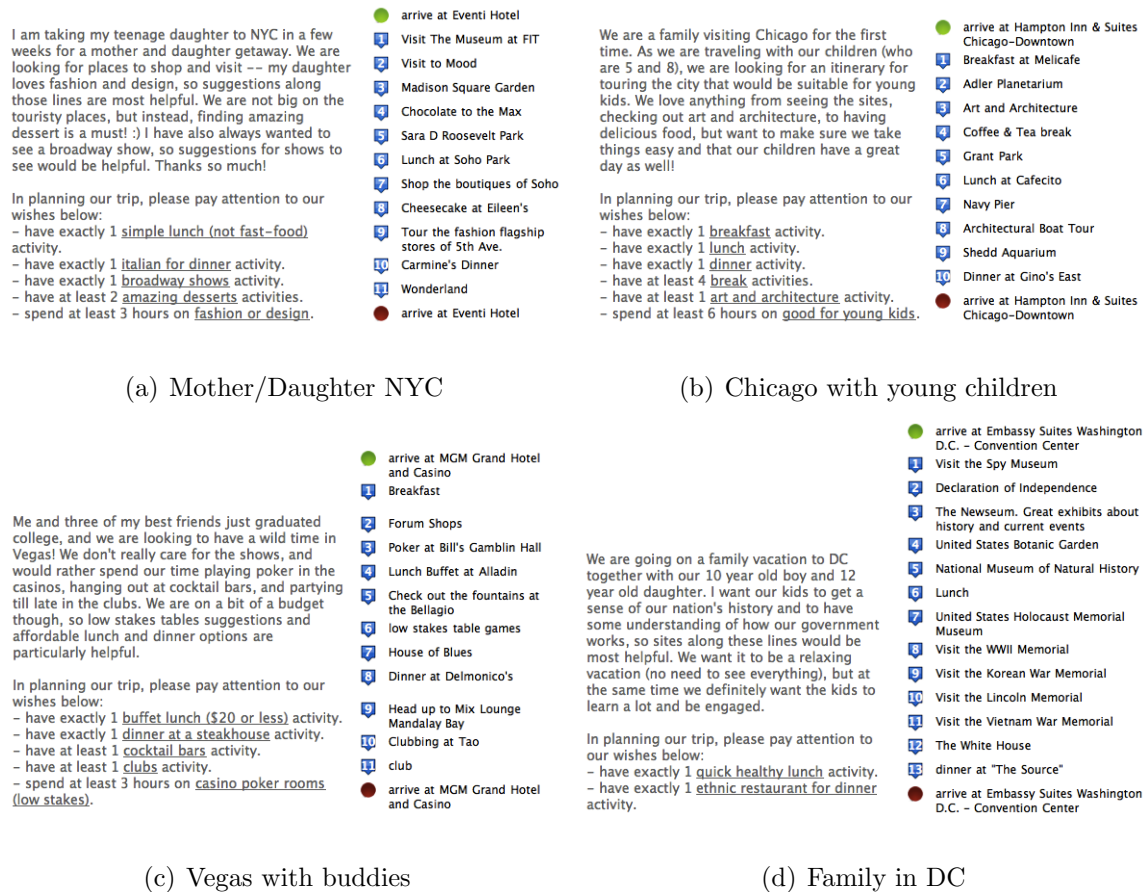 I am taking my teenage daughter to NYC in a few
weeks for a mother and daughter getaway. We are
looking for places to shop and visit -- my daughter
loves fashion and design, so suggestions along
those lines are most helpful. We are not big on the
touristy places, but instead, finding amazing
dessert is a must! :) I have also always wanted to
see a broadway show, so suggestions for shows to
see would be helpful. Thanks so much!
In planning our trip, please pay attention to our
wishes below:
- have exactly 1 simple lunch (not fast-food)
activity.
- have exactly 1 italian for dinner activity.
- have exactly 1 broadway shows activity.
- have at least 2 amazing desserts activities.
- spend at least 3 hours on fashion or design.
arrive at Eventi Hotel
1 Visit The Museum at FIT
2 Visit to Mood
3 Madison Square Garden
4 Chocolate to the Max
5 Sara D Roosevelt Park
6 Lunch at Soho Park
7 Shop the boutiques of Soho
8 Cheesecake at Eileen's
9 Tour the fashion flagship
stores of 5th Ave.
10 Carmine's Dinner
11 Wonderland
arrive at Eventi Hotel
(a) Mother/Daughter NYC
We are a family visiting Chicago for the first
time. As we are traveling with our children (who
are 5 and 8), we are looking for an itinerary for
touring the city that would be suitable for young
kids. We love anything from seeing the sites,
checking out art and architecture, to having
delicious food, but want to make sure we take
things easy and that our children have a great
day as well!
In planning our trip, please pay attention to our
wishes below:
- have exactly 1 breakfast activity.
- have exactly 1 lunch activity.
- have exactly 1 dinner activity.
- have at least 4 break activities.
- have at least 1 art and architecture activity.
- spend at least 6 hours on good for young kids.
arrive at Hampton Inn & Suites
Chicago-Downtown
1 Breakfast at Melicafe
2 Adler Planetarium
3 Art and Architecture
4 Coffee & Tea break
5 Grant Park
6 Lunch at Cafecito
7 Navy Pier
8 Architectural Boat Tour
9 Shedd Aquarium
10 Dinner at Gino's East
arrive at Hampton Inn & Suites
Chicago-Downtown
(b) Chicago with young children
Me and three of my best friends just graduated
college, and we are looking to have a wild time in
Vegas! We don't really care for the shows, and
would rather spend our time playing poker in the
casinos, hanging out at cocktail bars, and partying
till late in the clubs. We are on a bit of a budget
though, so low stakes tables suggestions and
affordable lunch and dinner options are
particularly helpful.
In planning our trip, please pay attention to our
wishes below:
- have exactly 1 buffet lunch ($20 or less) activity.
- have exactly 1 dinner at a steakhouse activity.
- have at least 1 cocktail bars activity.
- have at least 1 clubs activity.
- spend at least 3 hours on casino poker rooms
(low stakes).
arrive at MGM Grand Hotel
and Casino
1 Breakfast
2 Forum Shops
3 Poker at Bill's Gamblin Hall
4 Lunch Buffet at Alladin
5 Check out the fountains at
the Bellagio
6 low stakes table games
7 House of Blues
8 Dinner at Delmonico's
9 Head up to Mix Lounge
Mandalay Bay
10 Clubbing at Tao
11 club
arrive at MGM Grand Hotel
and Casino
(c) Vegas with buddies
We are going on a family vacation to DC
together with our 10 year old boy and 12
year old daughter. I want our kids to get a
sense of our nation's history and to have
some understanding of how our government
works, so sites along these lines would be
most helpful. We want it to be a relaxing
vacation (no need to see everything), but at
the same time we definitely want the kids to
learn a lot and be engaged.
In planning our trip, please pay attention to our
wishes below:
- have exactly 1 quick healthy lunch activity.
- have exactly 1 ethnic restaurant for dinner
activity.
arrive at Embassy Suites Washington
D.C. - Convention Center
1 Visit the Spy Museum
2 Declaration of Independence
3 The Newseum. Great exhibits about
history and current events
4 United States Botanic Garden
5 National Museum of Natural History
6 Lunch
7 United States Holocaust Memorial
Museum
8 Visit the WWII Memorial
9 Visit the Korean War Memorial
10 Visit the Lincoln Memorial
11 Visit the Vietnam War Memorial
12 The White House
13 dinner at "The Source"
arrive at Embassy Suites Washington
D.C. - Convention Center
(d) Family in DC